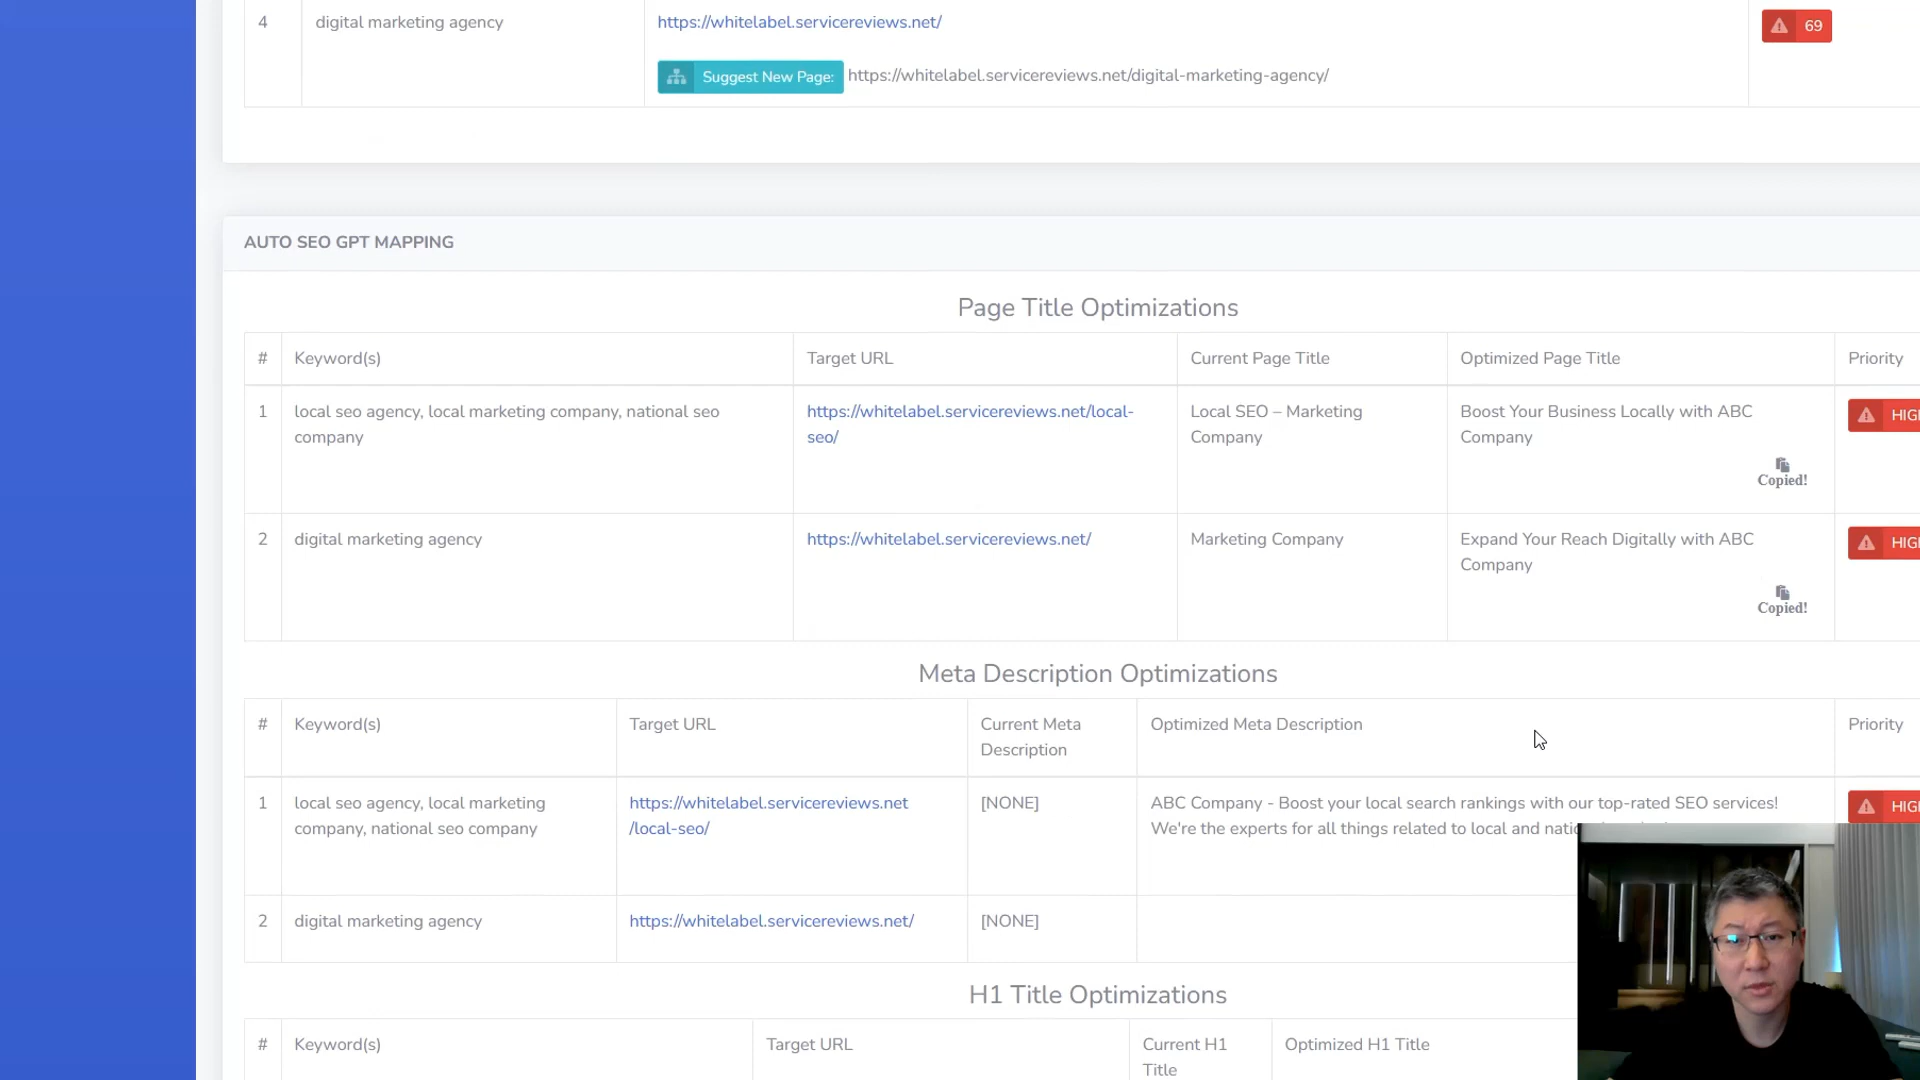 4 digital marketing agency https://whitelabel.servicereviews.net/ 69
Suggest New Page: https://whitelabel.servicereviews.net/digital-marketing-agency/
AUTO SEO GPT MAPPING
Page Title Optimizations
# Keyword(s) Target URL Current Page Title Optimized Page Title Priority
1 local seo agency, local marketing company, national seo https://whitelabel.servicereviews.net/local- Local SEO – Marketing Boost Your Business Locally with ABC
company seo/ Company Company
Copied!
2 digital marketing agency https://whitelabel.servicereviews.net/ Marketing Company Expand Your Reach Digitally with ABC
Company
Copied!
Meta Description Optimizations
# Keyword(s) Target URL Current Meta Optimized Meta Description Priority
Description
1 local seo agency, local marketing https://whitelabel.servicereviews.net [NONE] ABC Company - Boost your local search rankings with our top-rated SEO services!
company, national seo company /local-seo/ We're the experts for all things related to local and
2 digital marketing agency https://whitelabel.servicereviews.net/ [NONE]
H1 Title Optimizations
# Keyword(s) Target URL Current H1 Optimized H1 Title
Title